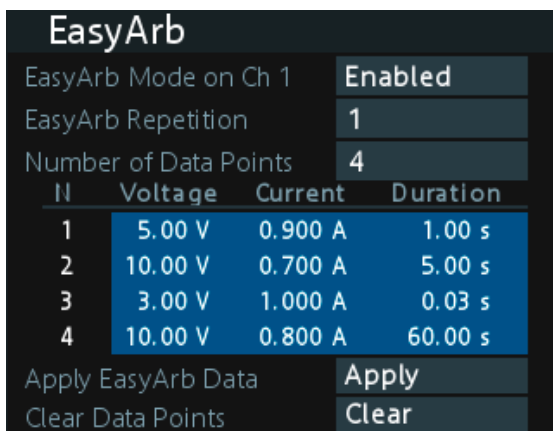 EasyArb
EasyArb Mode on Ch 1 Enabled
EasyArb Repetition 1
Number of Data Points 4
N Voltage Current Duration
1 5.00 V 0.900 A 1.00 s
2 10.00 V 0.700 A 5.00 s
3 3.00 V 1.000 A 0.03 s
4 10.00 V 0.800 A 60.00 s
Apply EasyArb Data Apply
Clear Data Points Clear